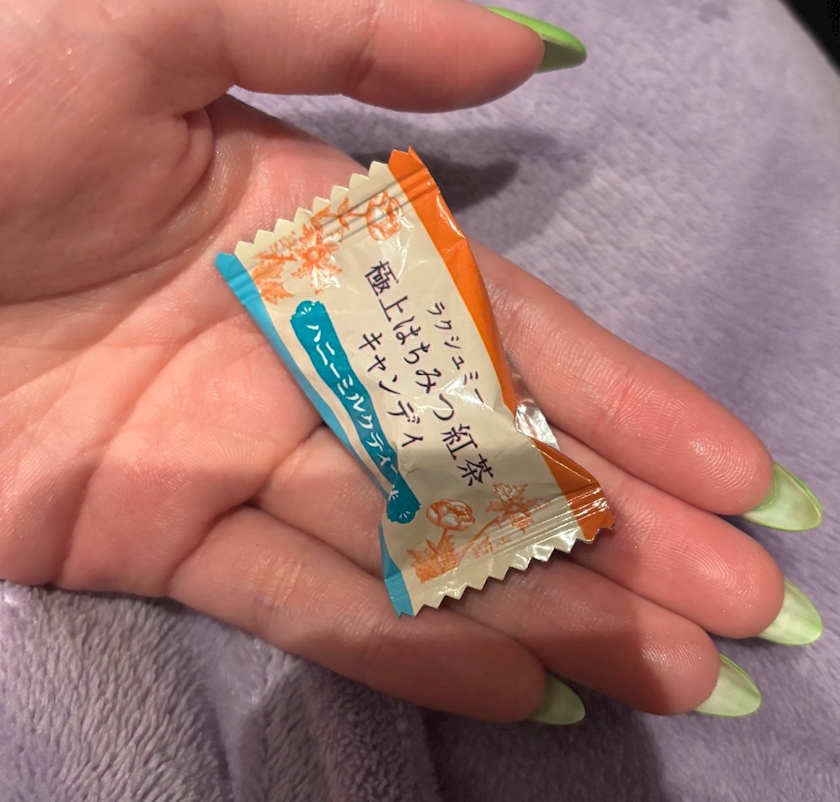 ラクシュミー
極上はちみつ紅茶
キャンディ
ハニーミルクティー味